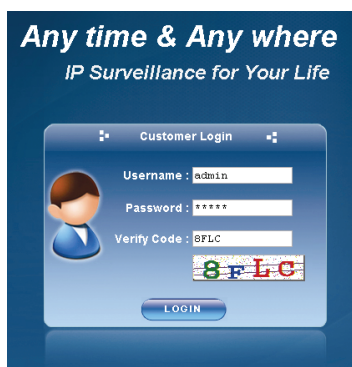 Any time & Any where
IP Surveillance for Your Life
Customer Login
Username : admin
Password : *****
Verify Code : 8FLC
8FLC
LOGIN